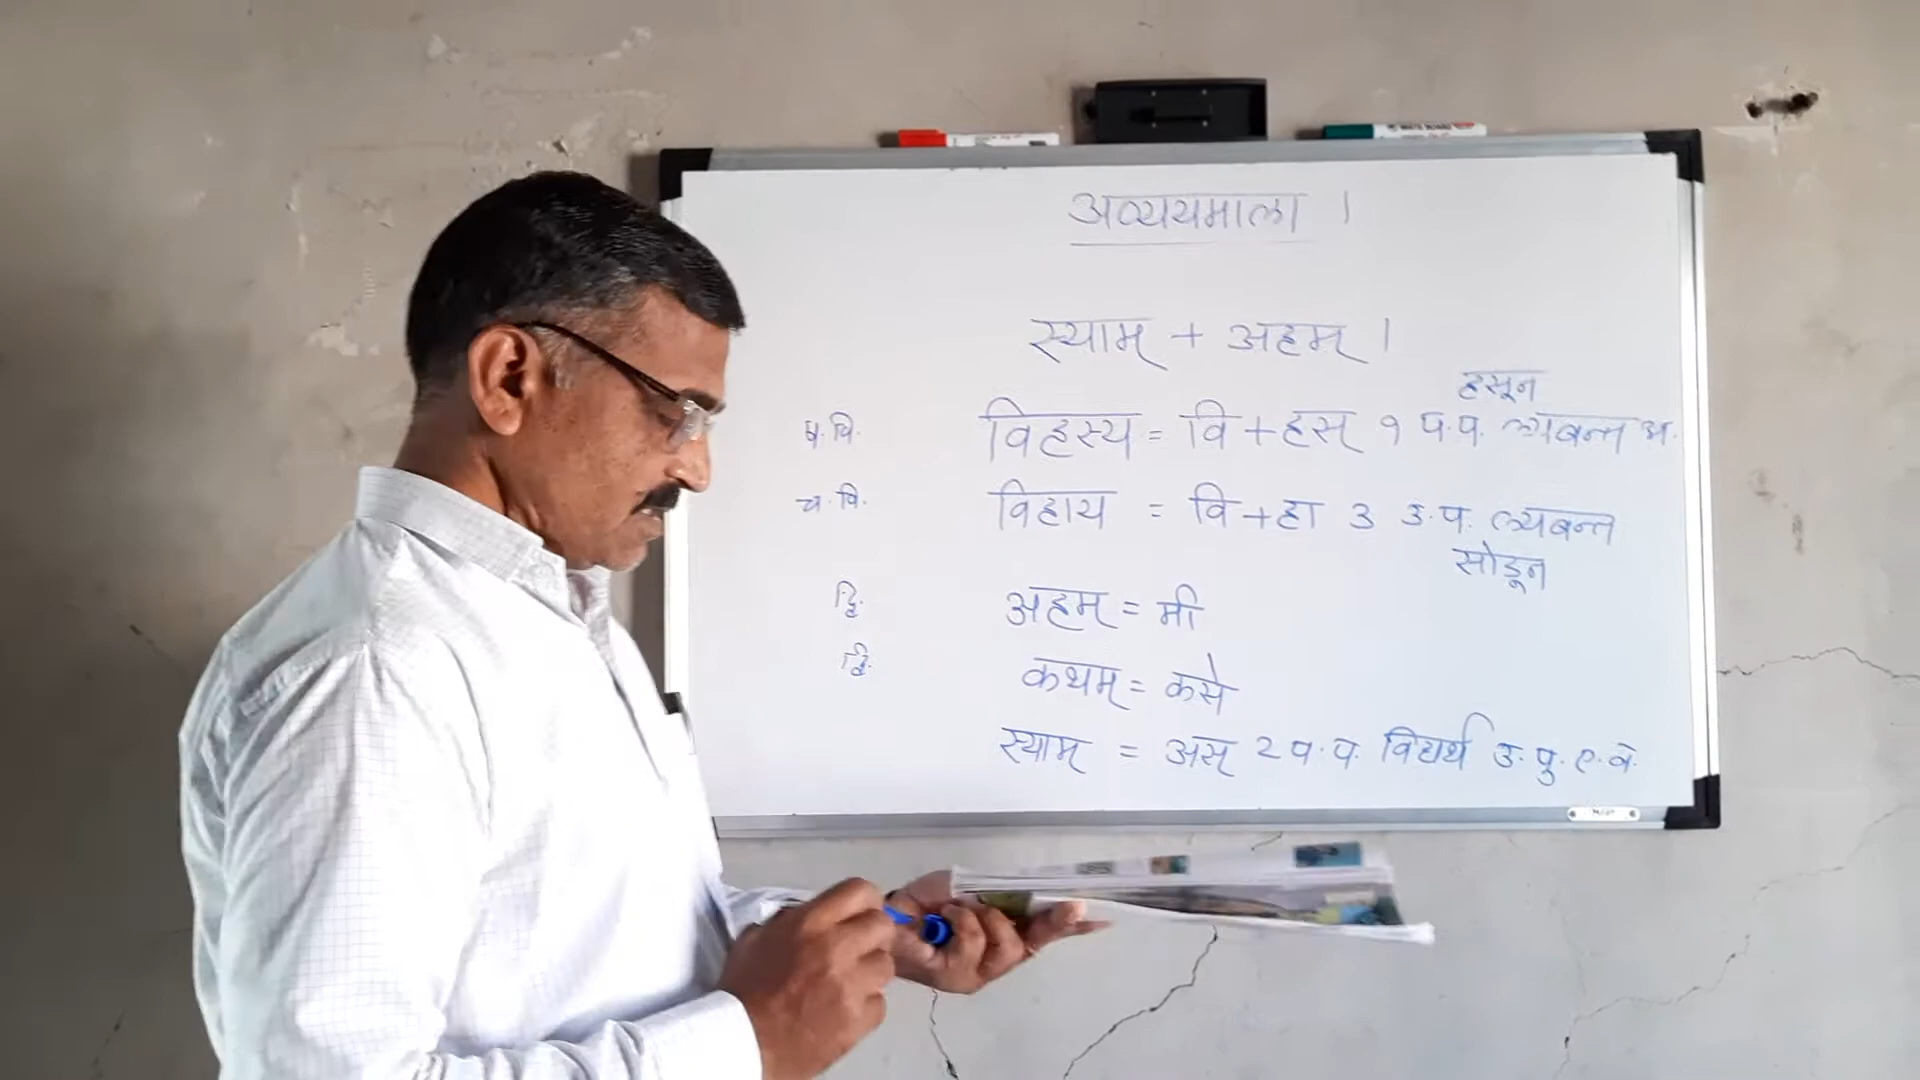 अव्ययमाला ।
स्याम् + अहम् ।
हसून
ष. वि. विहस्य = वि + हस् १ प.प. ल्यबन्त अ.
च. वि. विहाय = वि + हा ३ उ.प. ल्यबन्त
सोडून
द्वि. अहम् = मी
द्वि. कथम् = कसे
स्याम् = अस् २ प.प. विध्यर्थ उ.पु.ए.व.